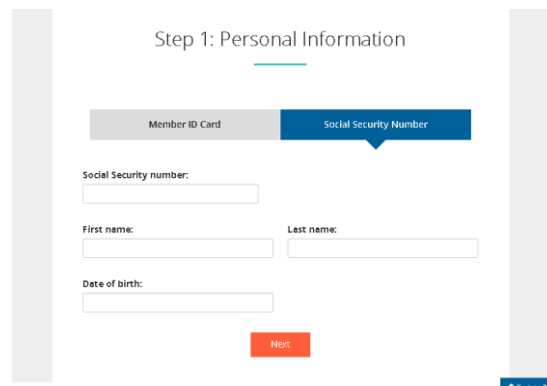 Step 1: Personal Information
Member ID Card Social Security Number
Social Security number:
First name: Last name:
Date of birth:
Next